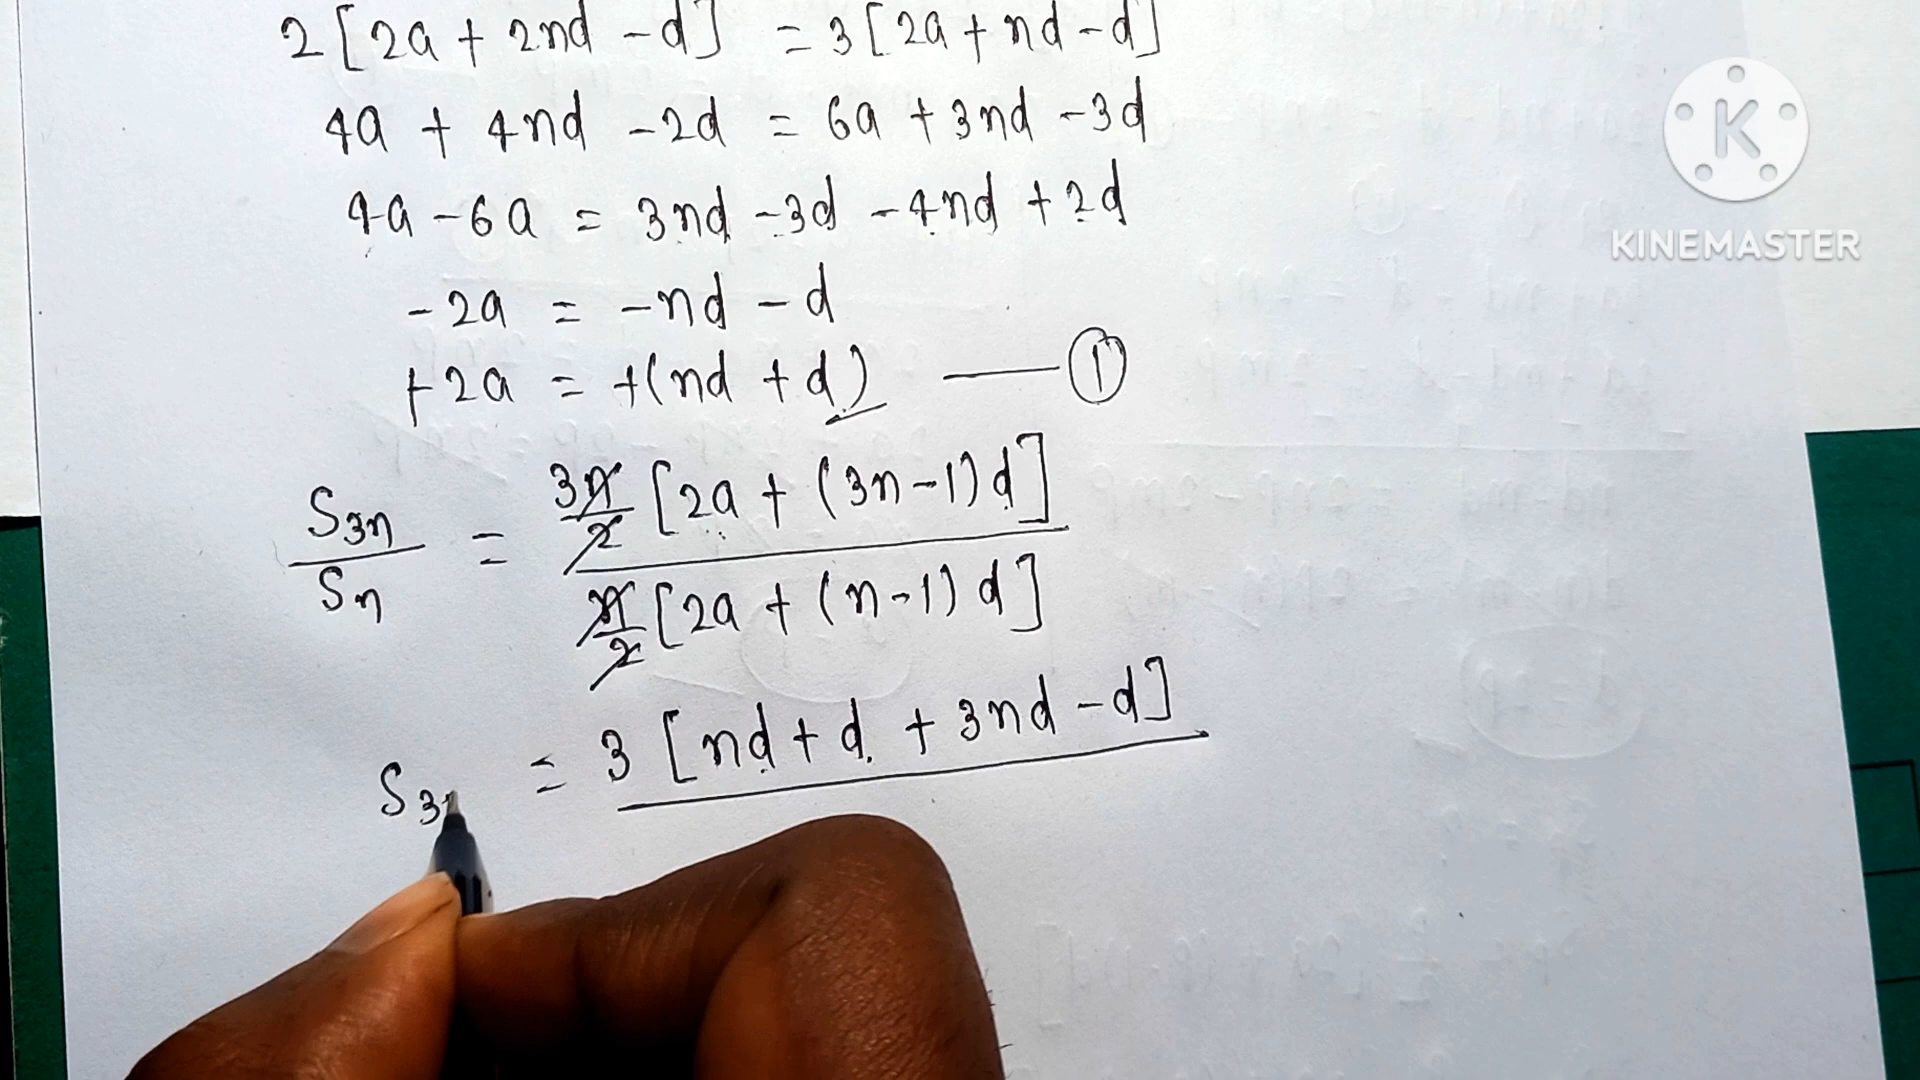 2[2a + 2nd - d] = 3[2a + nd - d]
4a + 4nd - 2d = 6a + 3nd - 3d
4a - 6a = 3nd - 3d - 4nd + 2d
-2a = -nd - d
+2a = +(nd + d) —— ①
S3n/Sn = 3n/2 [2a + (3n-1)d] / n/2 [2a + (n-1)d]
S3n = 3[nd + d + 3nd - d]
K
KINEMASTER